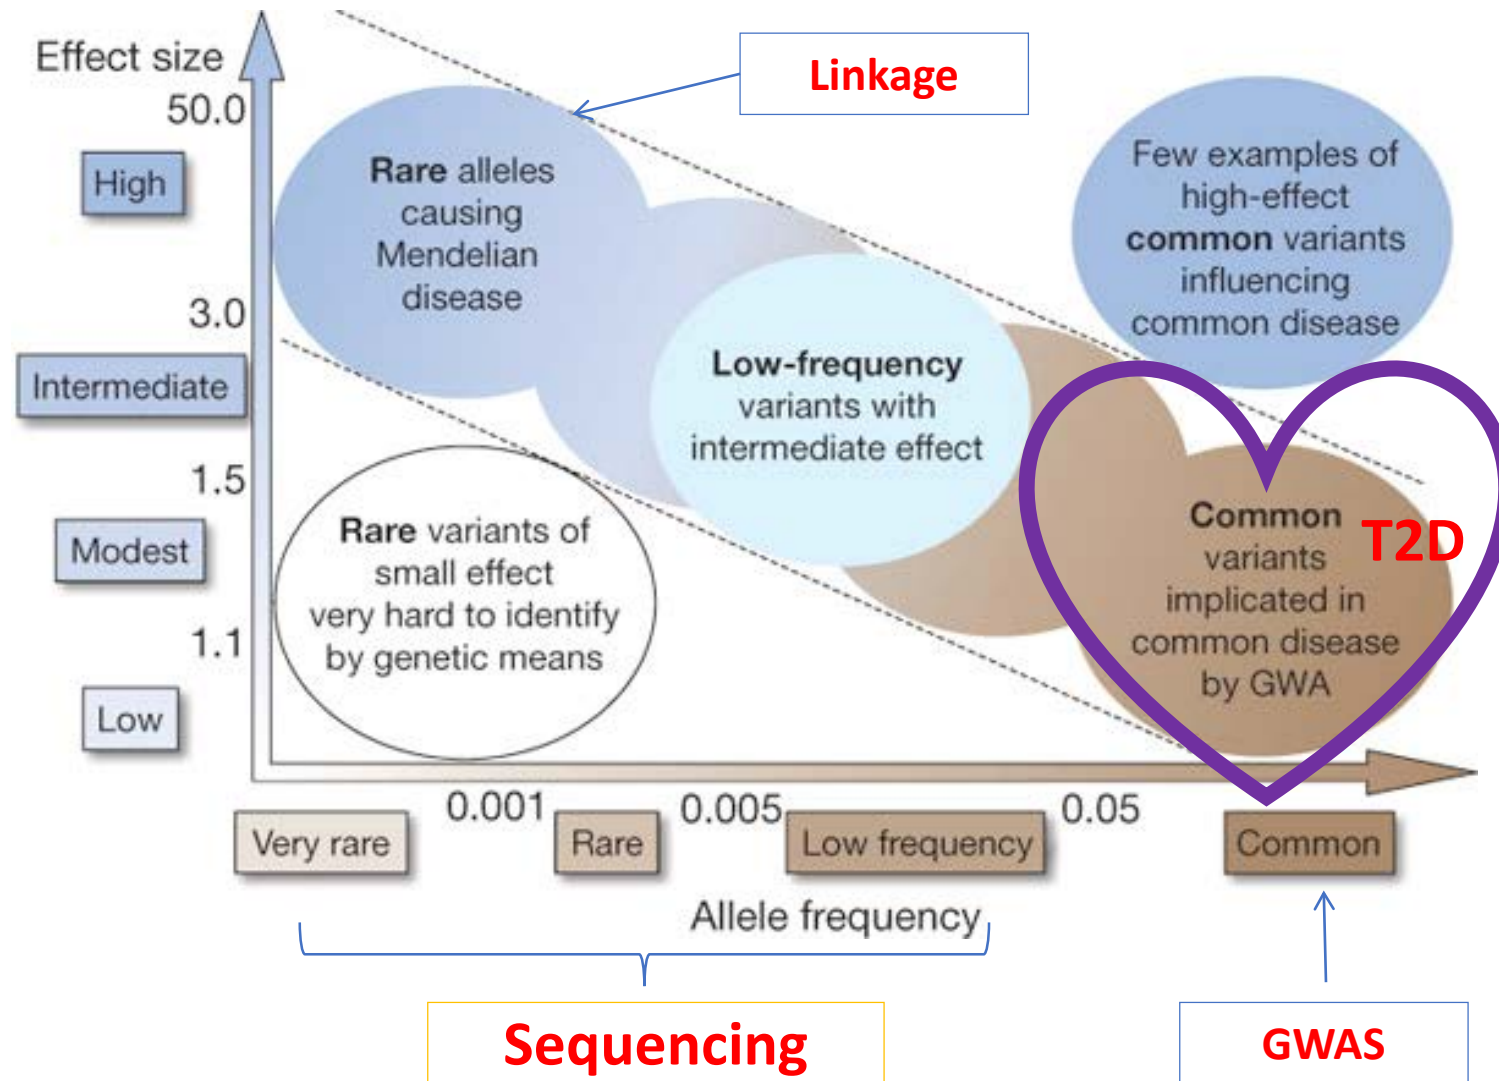 Effect size
50.0
High
3.0
Intermediate
1.5
Modest
1.1
Low
Linkage
Rare alleles
causing
Mendelian
disease
Few examples of
high-effect
common variants
influencing
common disease
Low-frequency
variants with
intermediate effect
Rare variants of
small effect
very hard to identify
by genetic means
Common
variants
implicated in
common disease
by GWA
T2D
0.001
0.005
0.05
Very rare
Rare
Low frequency
Common
Allele frequency
Sequencing
GWAS